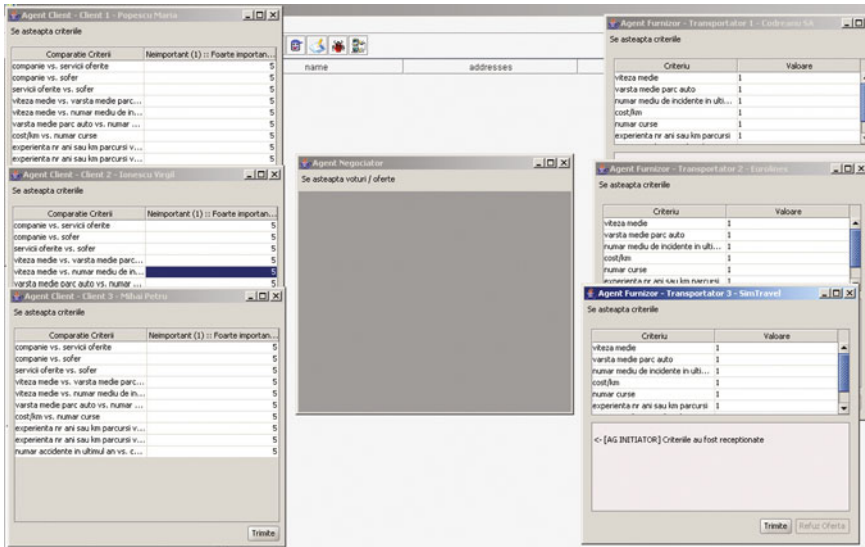 Agent Client - Client 1 - Popescu Maria
Se asteapta criteriile
Comparatie Criterii Neimportant (1) :: Foarte importan...
companie vs. servicii oferite 5
companie vs. sofer 5
servicii oferite vs. sofer 5
viteza medie vs. varsta medie parc... 5
viteza medie vs. numar mediu de in... 5
varsta medie parc auto vs. numar ... 5
cost/km vs. numar curse 5
experienta nr ani sau km parcursi v... 5
experienta nr ani sau km parcursi v... 5
Agent Client - Client 2 - Ionescu Virgil
Se asteapta criteriile
Comparatie Criterii Neimportant (1) :: Foarte importan...
companie vs. servicii oferite 5
companie vs. sofer 5
servicii oferite vs. sofer 5
viteza medie vs. varsta medie parc... 5
viteza medie vs. numar mediu de in... 5
varsta medie parc auto vs. numar ... 5
Agent Client - Client 3 - Mihai Petru
Se asteapta criteriile
Comparatie Criterii Neimportant (1) :: Foarte importan...
companie vs. servicii oferite 5
companie vs. sofer 5
servicii oferite vs. sofer 5
viteza medie vs. varsta medie parc... 5
viteza medie vs. numar mediu de in... 5
varsta medie parc auto vs. numar ... 5
cost/km vs. numar curse 5
experienta nr ani sau km parcursi v... 5
experienta nr ani sau km parcursi v... 5
numar accidente in ultimul an vs. c... 5
Trimite
name addresses
Agent Negociator
Se asteapta voturi / oferte
Agent Furnizor - Transportator 1 - Codreanu SA
Se asteapta criteriile
Criteriu Valoare
viteza medie 1
varsta medie parc auto 1
numar mediu de incidente in ulti... 1
cost/km 1
numar curse 1
experienta nr ani sau km parcursi 1
Agent Furnizor - Transportator 2 - Eurolines
Se asteapta criteriile
Criteriu Valoare
viteza medie 1
varsta medie parc auto 1
numar mediu de incidente in ulti... 1
cost/km 1
numar curse 1
experienta nr ani sau km parcursi 1
Agent Furnizor - Transportator 3 - SimTravel
Se asteapta criteriile
Criteriu Valoare
viteza medie 1
varsta medie parc auto 1
numar mediu de incidente in ulti... 1
cost/km 1
numar curse 1
experienta nr ani sau km parcursi 1
<- [AG INITIATOR] Criteriile au fost receptionate
Trimite Refuz Oferta